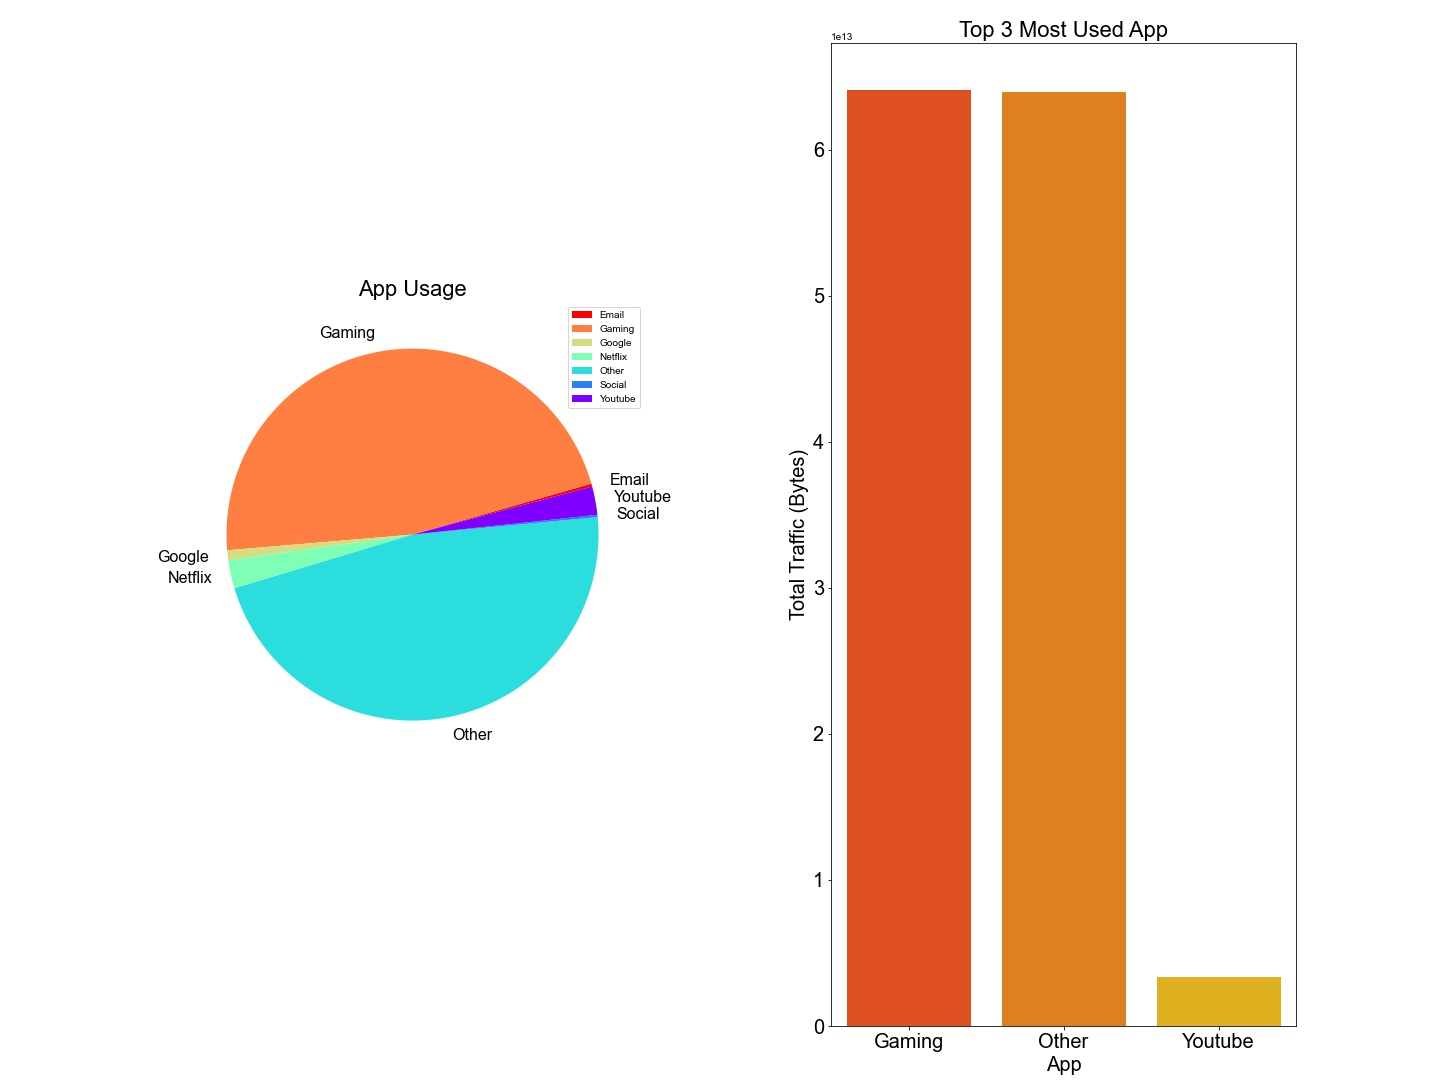 App Usage
Gaming
Email
Gaming
Google
Netflix
Other
Social
Youtube
Email
Youtube
Social
Google
Netflix
Other
Top 3 Most Used App
1e13
6
5
4
3
2
1
0
Total Traffic (Bytes)
Gaming
Other
Youtube
App